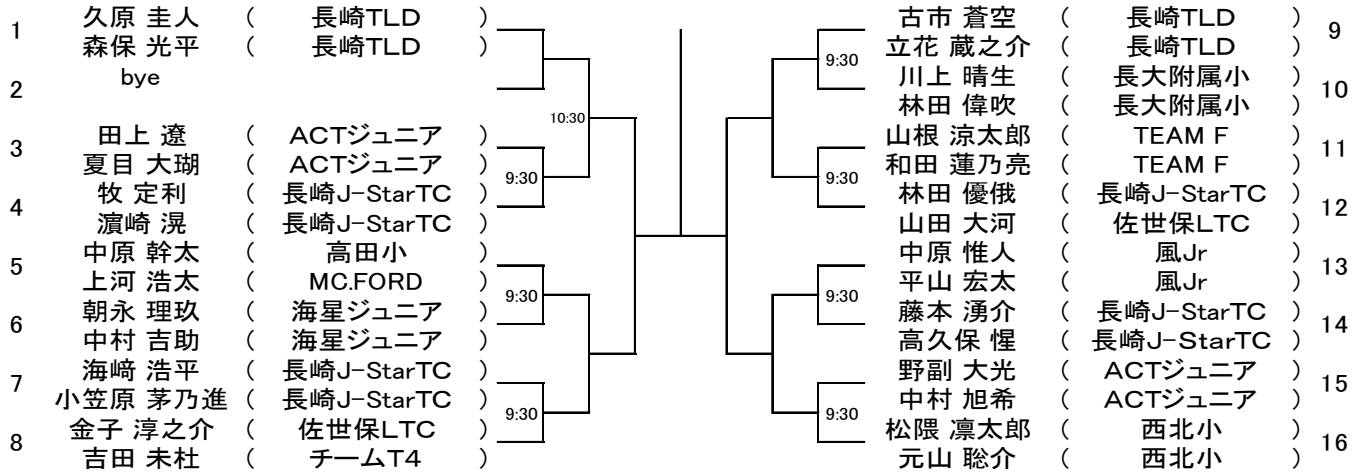 1
久原 圭人 ( 長崎TLD )
森保 光平 ( 長崎TLD )
2
bye
10:30
3
田上 遼 ( ACTジュニア )
夏目 大瑚 ( ACTジュニア )
9:30
4
牧 定利 ( 長崎J-StarTC )
濵崎 滉 ( 長崎J-StarTC )
5
中原 幹太 ( 高田小 )
上河 浩太 ( MC.FORD )
9:30
6
朝永 理玖 ( 海星ジュニア )
中村 吉助 ( 海星ジュニア )
7
海﨑 浩平 ( 長崎J-StarTC )
小笠原 茅乃進 ( 長崎J-StarTC )
9:30
8
金子 淳之介 ( 佐世保LTC )
吉田 未杜 ( チームT4 )
古市 蒼空 ( 長崎TLD )
立花 蔵之介 ( 長崎TLD )
9
9:30
川上 晴生 ( 長大附属小 )
林田 偉吹 ( 長大附属小 )
10
山根 涼太郎 ( TEAM F )
和田 蓮乃亮 ( TEAM F )
11
9:30
林田 優俄 ( 長崎J-StarTC )
山田 大河 ( 佐世保LTC )
12
中原 惟人 ( 風Jr )
平山 宏太 ( 風Jr )
13
9:30
藤本 湧介 ( 長崎J-StarTC )
高久保 惺 ( 長崎J-StarTC )
14
野副 大光 ( ACTジュニア )
中村 旭希 ( ACTジュニア )
15
9:30
松隈 凛太郎 ( 西北小 )
元山 聡介 ( 西北小 )
16